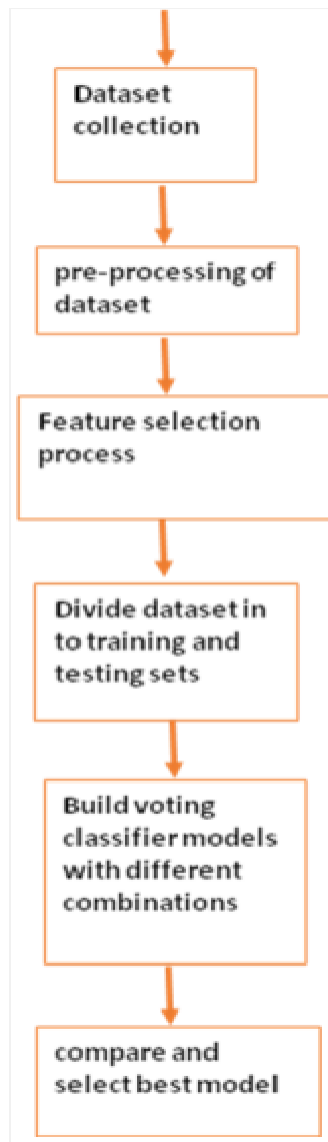 Dataset
collection
pre-processing of
dataset
Feature selection
process
Divide dataset in
to training and
testing sets
Build voting
classifier models
with different
combinations
compare and
select best model